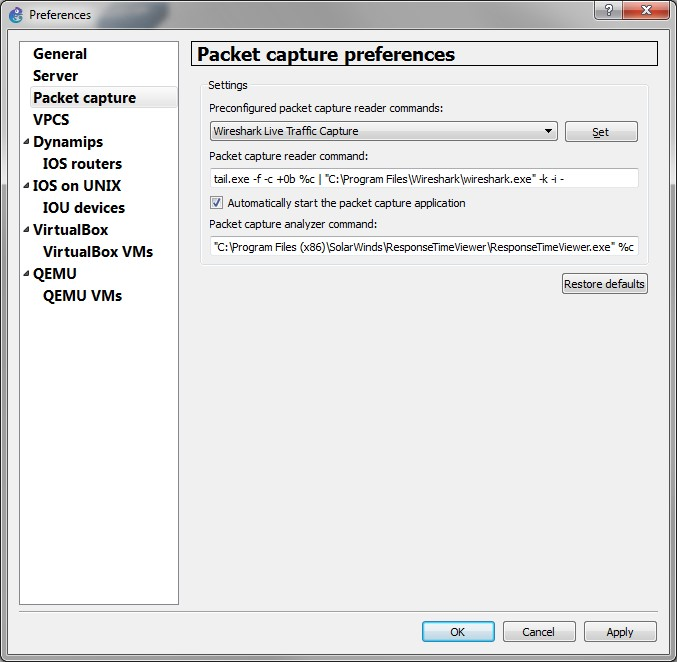 Preferences
General
Server
Packet capture
VPCS
Dynamips
IOS routers
IOS on UNIX
IOU devices
VirtualBox
VirtualBox VMs
QEMU
QEMU VMs
Packet capture preferences
Settings
Preconfigured packet capture reader commands:
Wireshark Live Traffic Capture
Set
Packet capture reader command:
tail.exe -f -c +0b %c | "C:\Program Files\Wireshark\wireshark.exe" -k -i -
Automatically start the packet capture application
Packet capture analyzer command:
"C:\Program Files (x86)\SolarWinds\ResponseTimeViewer\ResponseTimeViewer.exe" %c
Restore defaults
OK
Cancel
Apply